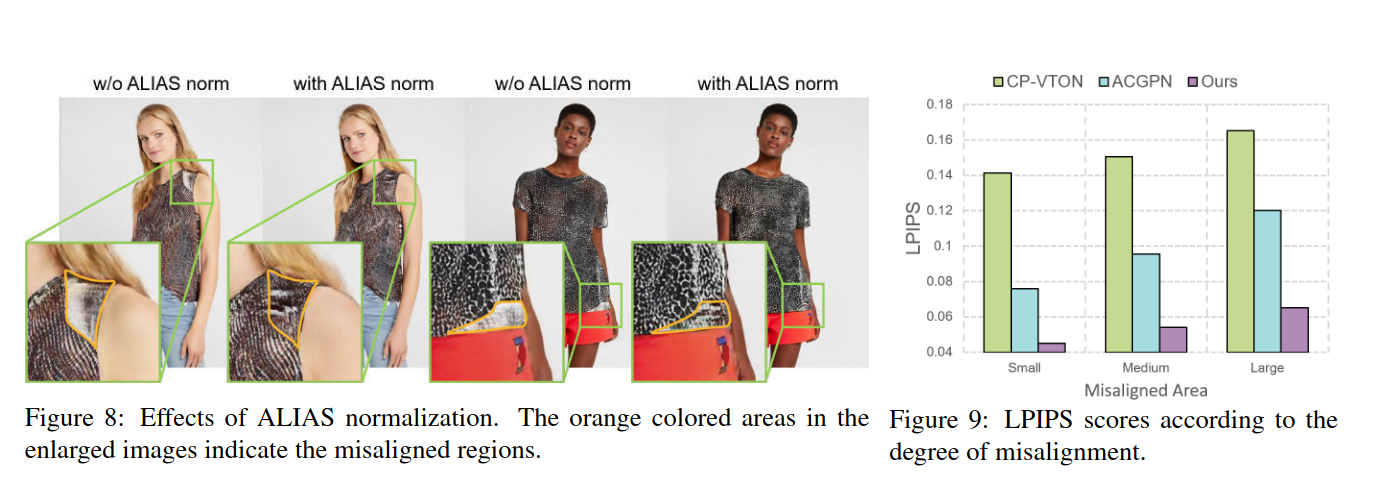 w/o ALIAS norm
with ALIAS norm
w/o ALIAS norm
with ALIAS norm
Figure 8: Effects of ALIAS normalization. The orange colored areas in the
enlarged images indicate the misaligned regions.
CP-VTON ACGPN Ours
0.18
0.16
0.14
0.12
0.1
0.08
0.06
0.04
LPIPS
Small Medium Large
Misaligned Area
Figure 9: LPIPS scores according to the
degree of misalignment.